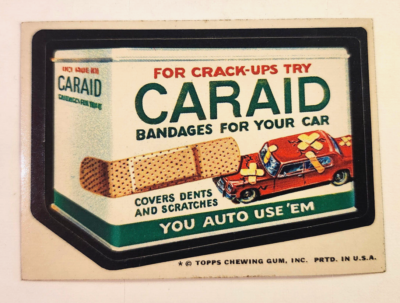 FOR CRACK-UPS TRY
CARAID
BANDAGES FOR YOUR CAR
COVERS DENTS
AND SCRATCHES
YOU AUTO USE 'EM
CARAID
* © TOPPS CHEWING GUM, INC. PRTD. IN U.S.A.